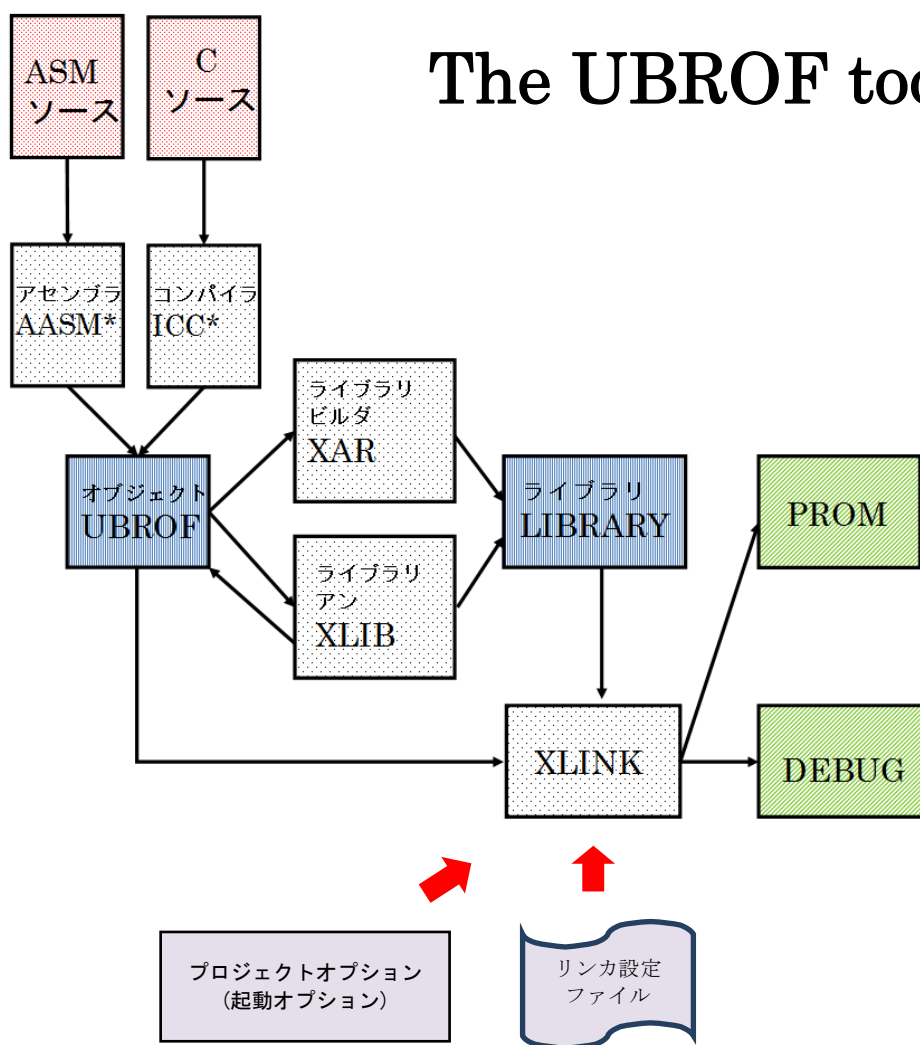 The UBROF too
ASM
ソース
C
ソース
アセンブラ
AASM*
コンパイラ
ICC*
ライブラリ
ビルダ
XAR
オブジェクト
UBROF
ライブラリ
LIBRARY
PROM
ライブラリ
アン
XLIB
XLINK
DEBUG
プロジェクトオプション
(起動オプション)
リンカ設定
ファイル